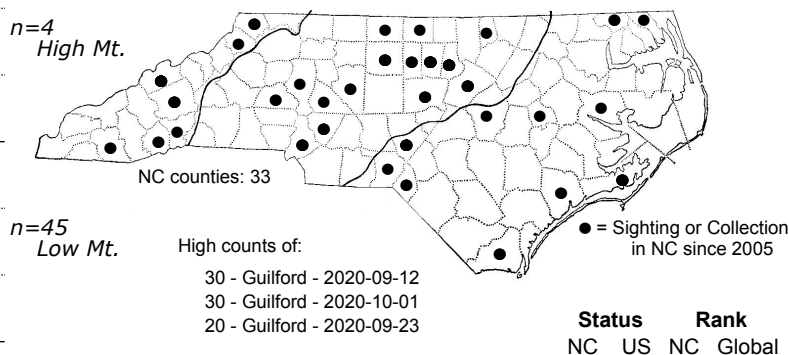 n=4
High Mt.
NC counties: 33
n=45
Low Mt.
High counts of:
30 - Guilford - 2020-09-12
30 - Guilford - 2020-10-01
20 - Guilford - 2020-09-23
● = Sighting or Collection
in NC since 2005
Status Rank
NC US NC Global